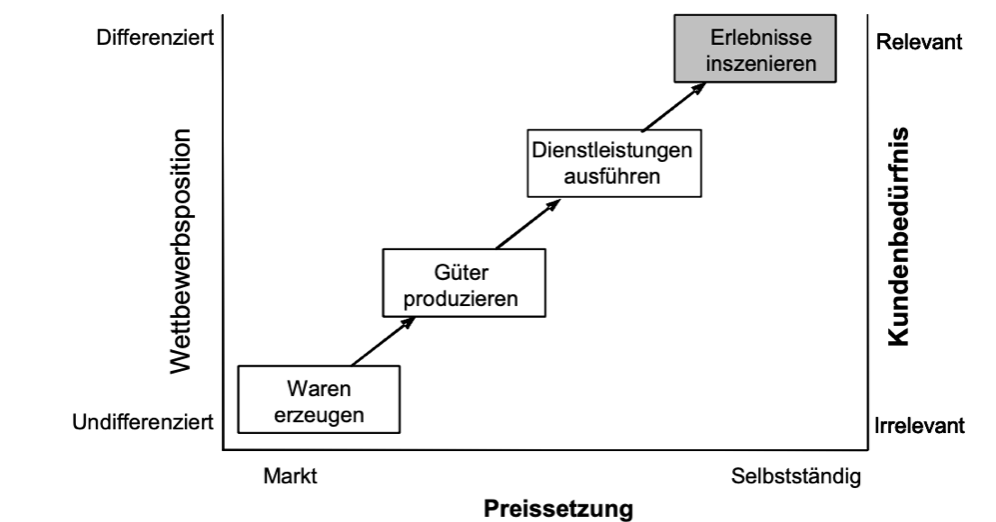 Differenziert
Erlebnisse
inszenieren
Relevant
Dienstleistungen
ausführen
Wettbewerbsposition
Kundenbedürfnis
Güter
produzieren
Waren
erzeugen
Undifferenziert
Irrelevant
Markt
Selbstständig
Preissetzung